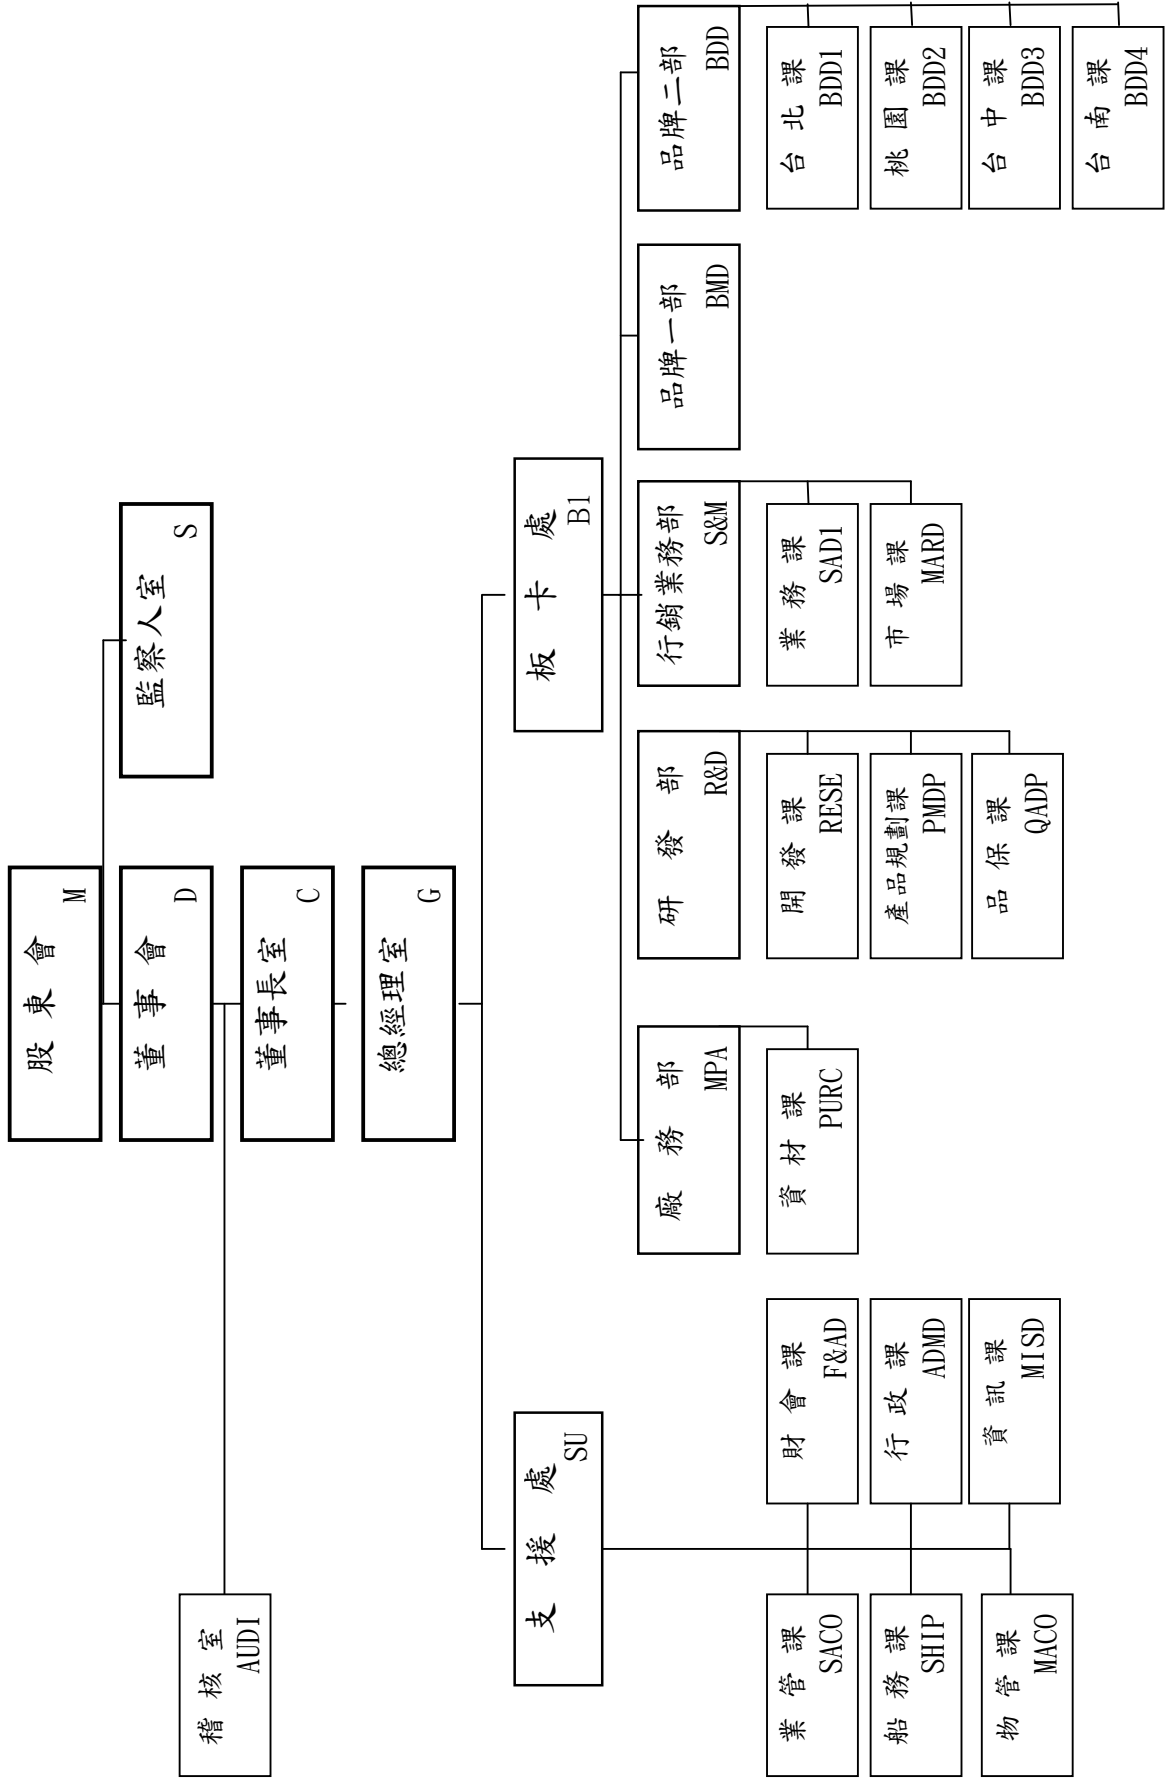 股東會
M
監察人室
S
董事會
D
稽核室
AUDI
董事長室
C
總經理室
G
支援處
SU
板卡處
B1
業管課
SACO
財會課
F&AD
船務課
SHIP
行政課
ADMD
物管課
MACO
資訊課
MISD
廠務部
MPA
資材課
PURC
研發部
R&D
開發課
RESE
產品規劃課
PMDP
品保課
QADP
行銷業務部
S&M
業務課
SAD1
市場課
MARD
品牌一部
BMD
品牌二部
BDD
台北課
BDD1
桃園課
BDD2
台中課
BDD3
台南課
BDD4